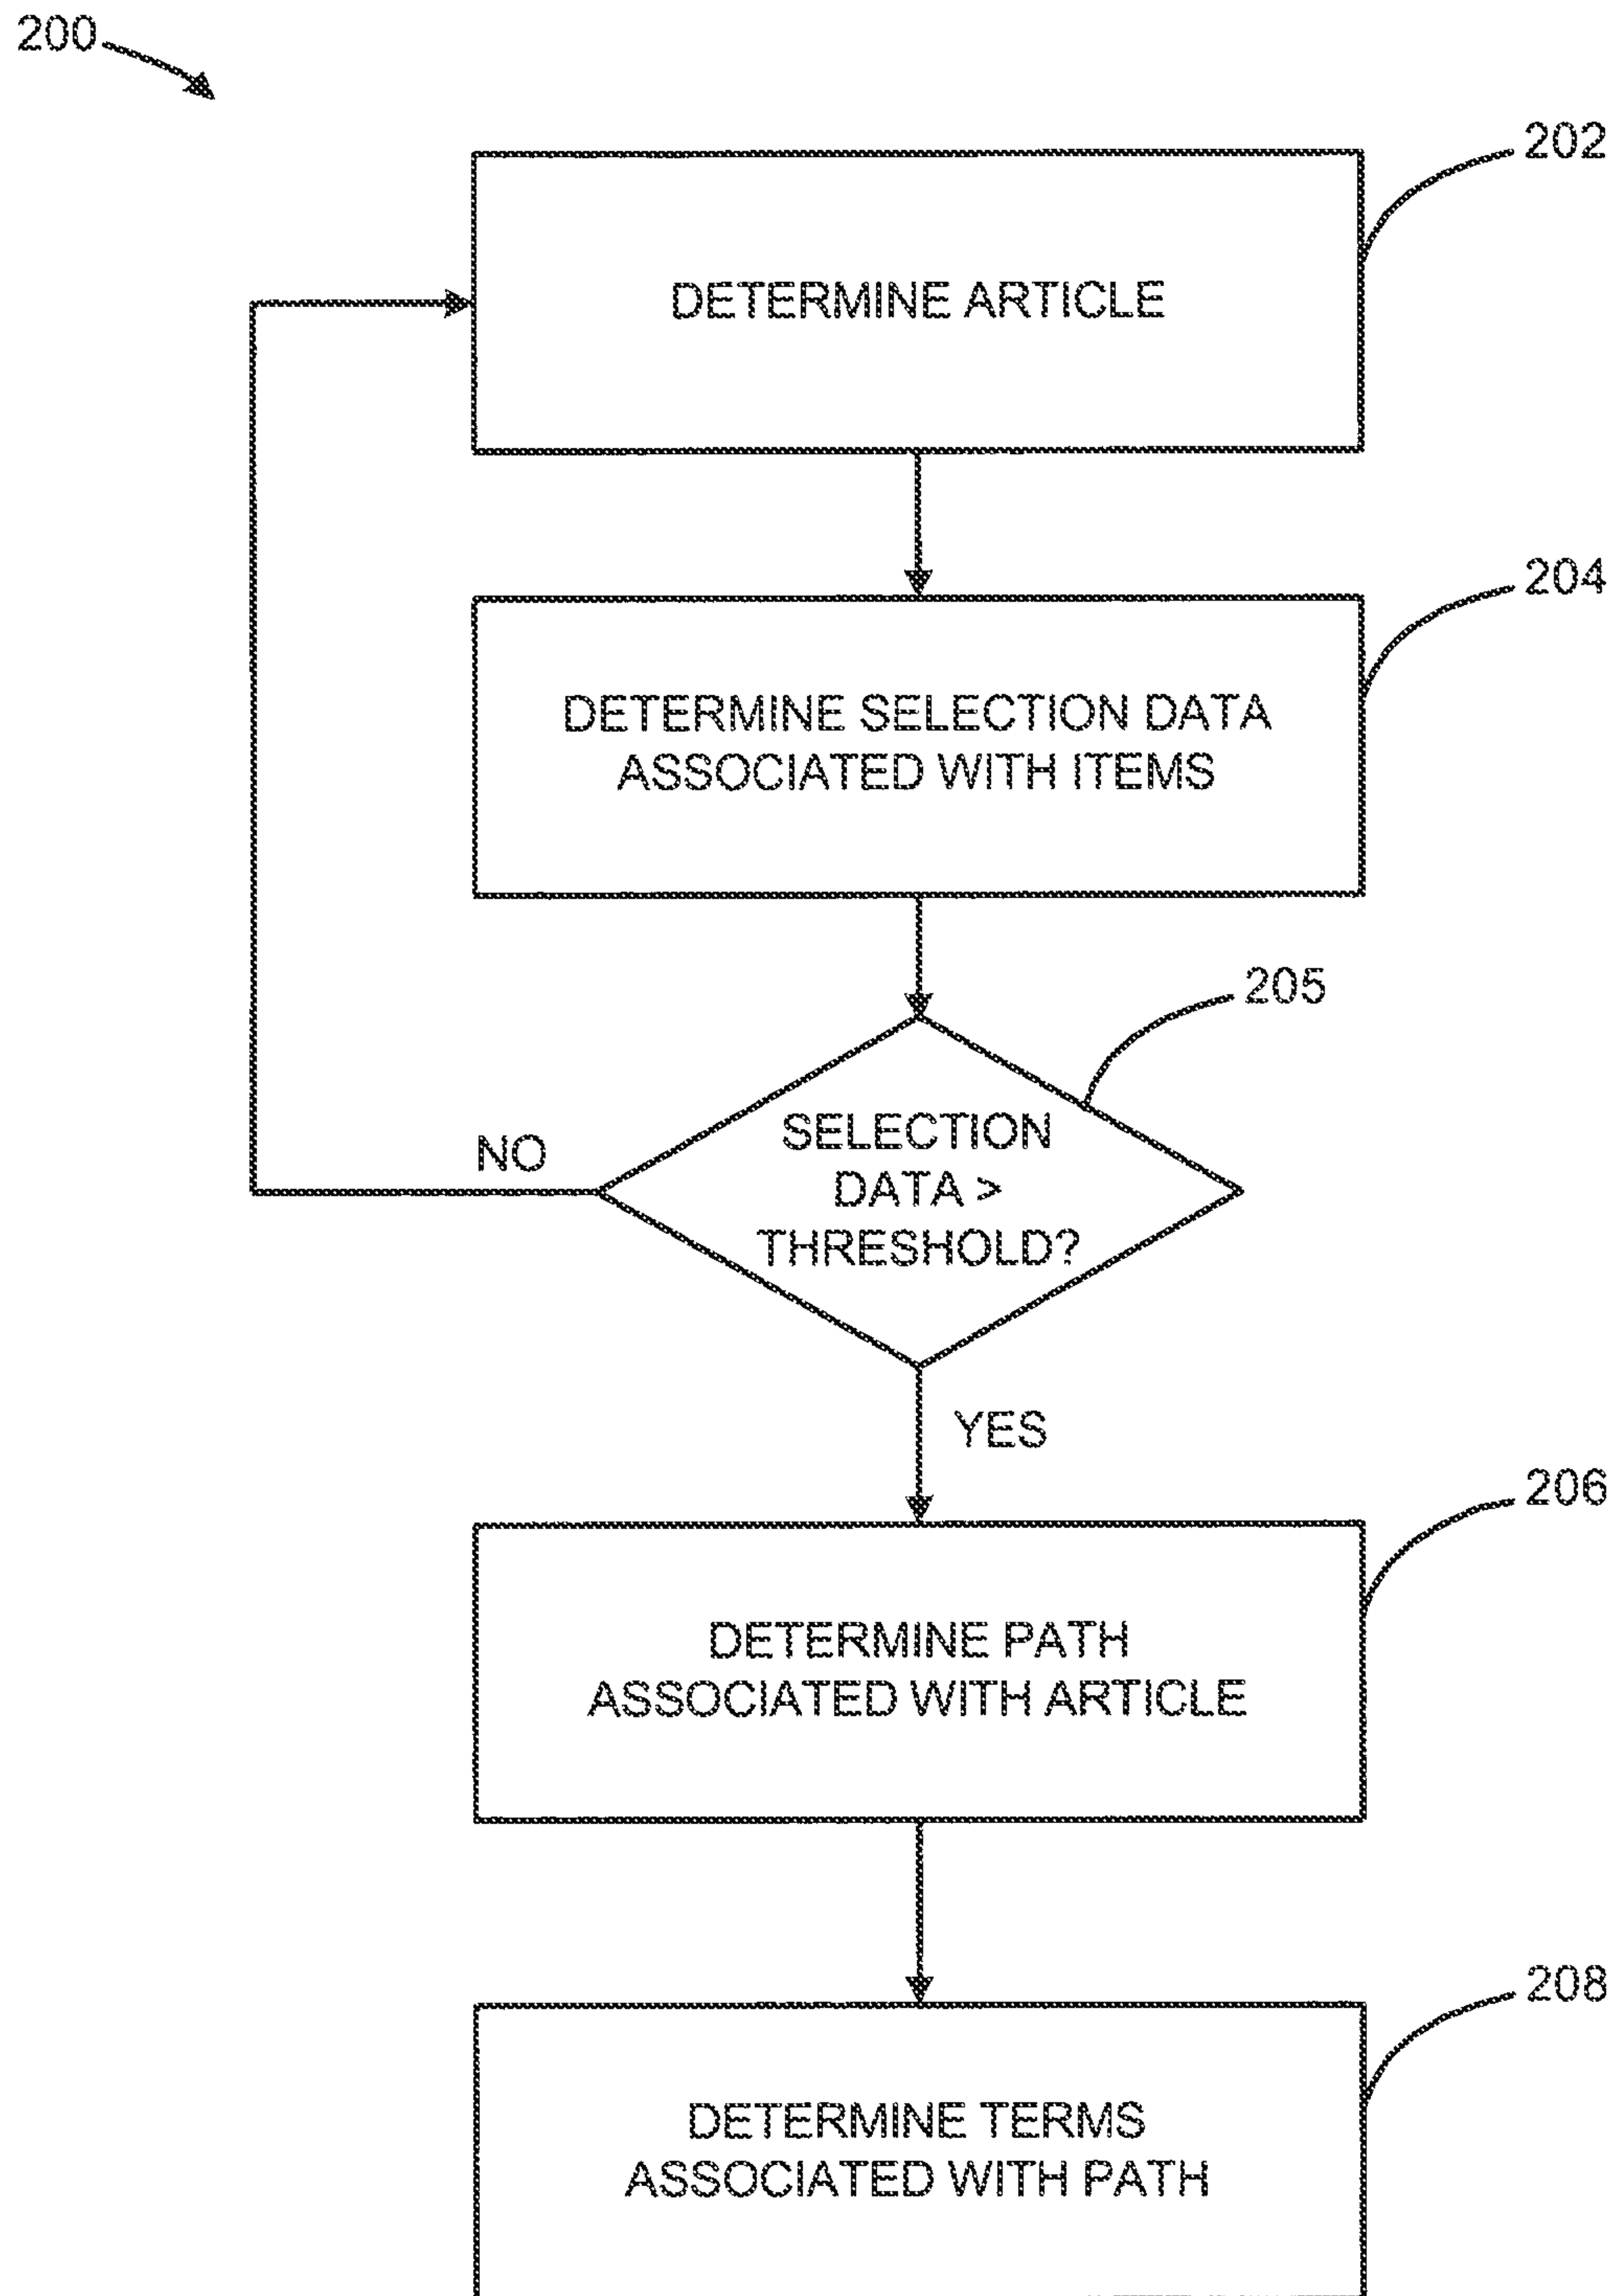 200
202
DETERMINE ARTICLE
204
DETERMINE SELECTION DATA
ASSOCIATED WITH ITEMS
205
SELECTION
DATA >
THRESHOLD?
NO
YES
206
DETERMINE PATH
ASSOCIATED WITH ARTICLE
208
DETERMINE TERMS
ASSOCIATED WITH PATH